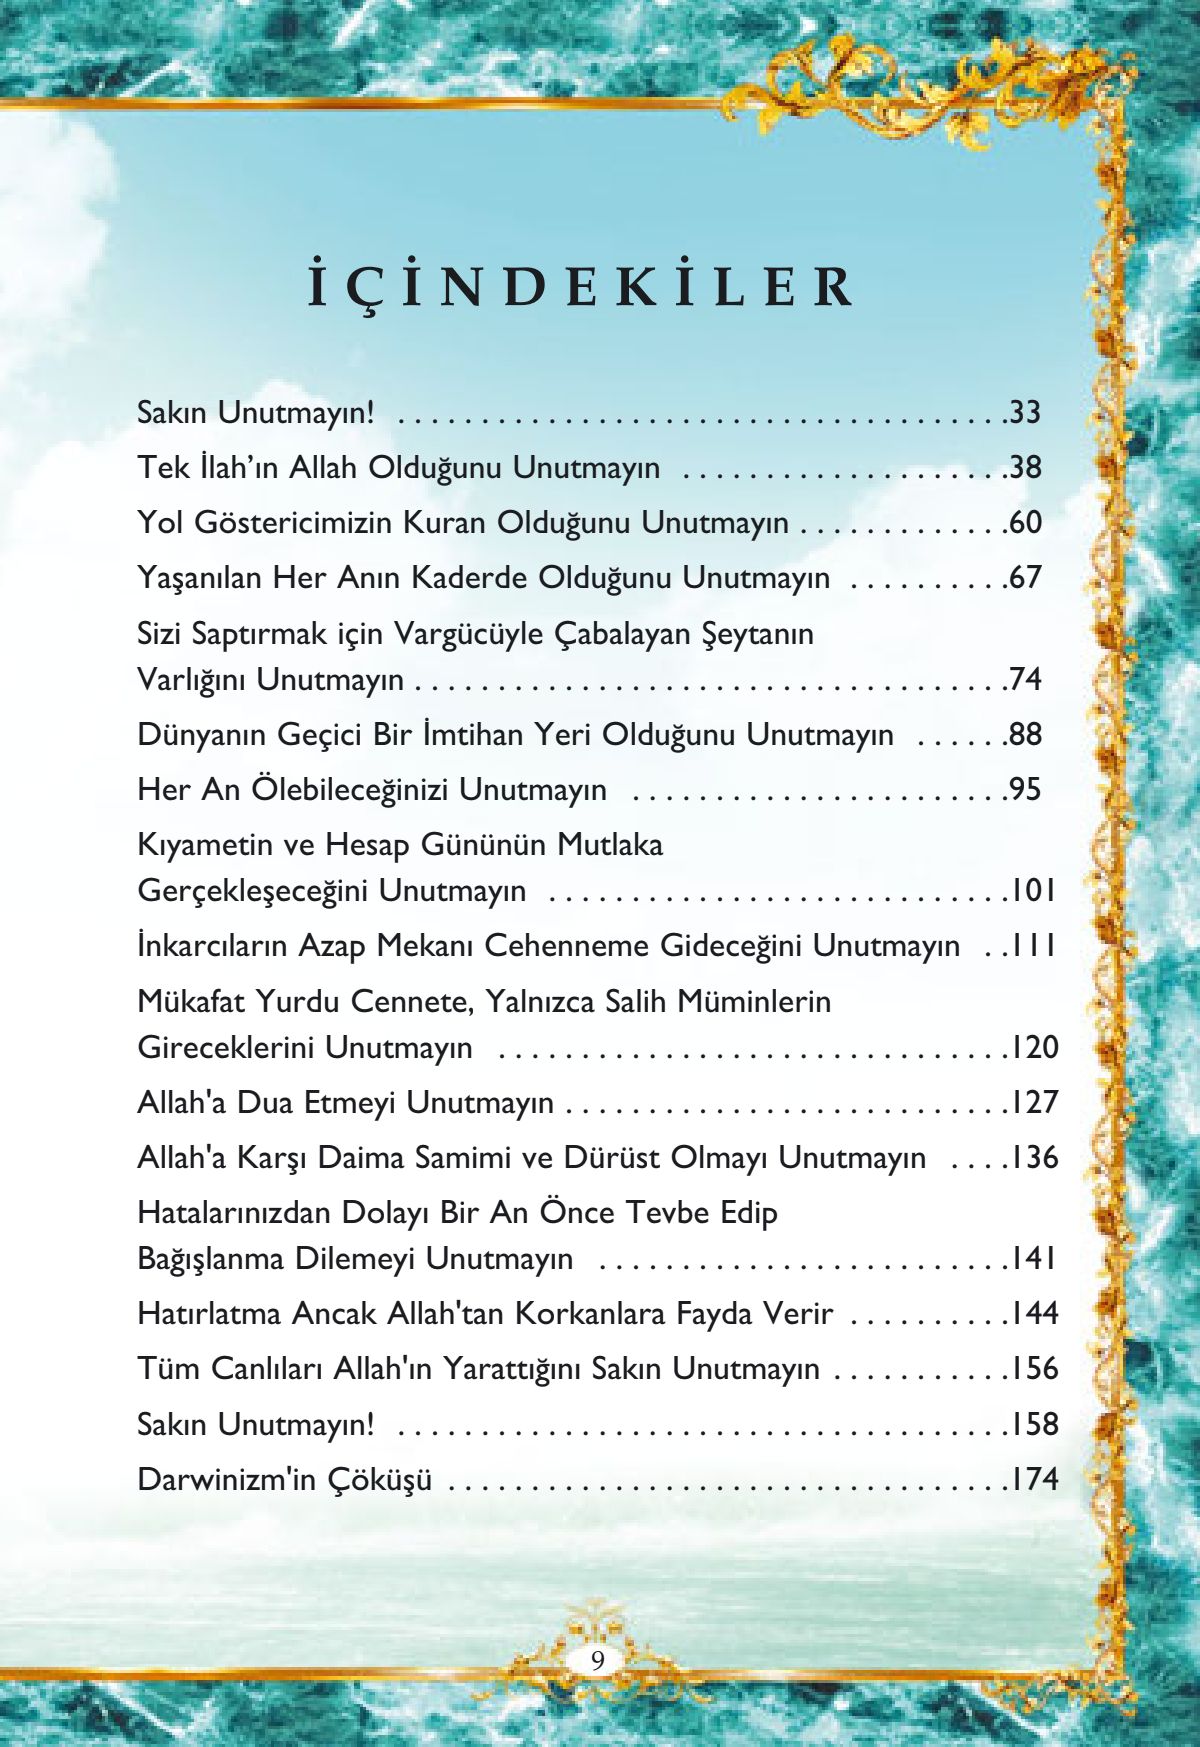 İÇİNDEKİLER
Sakın Unutmayın! . . . . . . . . . . . . . . . . . . . . . . . . . . . . . . . . . . . . .33
Tek İlah’ın Allah Olduğunu Unutmayın . . . . . . . . . . . . . . . . . . . .38
Yol Göstericimizin Kuran Olduğunu Unutmayın . . . . . . . . . . . . .60
Yaşanılan Her Anın Kaderde Olduğunu Unutmayın . . . . . . . . . .67
Sizi Saptırmak için Vargücüyle Çabalayan Şeytanın
Varlığını Unutmayın . . . . . . . . . . . . . . . . . . . . . . . . . . . . . . . . . . . .74
Dünyanın Geçici Bir İmtihan Yeri Olduğunu Unutmayın . . . . . .88
Her An Ölebileceğinizi Unutmayın . . . . . . . . . . . . . . . . . . . . . . .95
Kıyametin ve Hesap Gününün Mutlaka
Gerçekleşeceğini Unutmayın . . . . . . . . . . . . . . . . . . . . . . . . . . . .101
İnkarcıların Azap Mekanı Cehenneme Gideceğini Unutmayın . .111
Mükafat Yurdu Cennete, Yalnızca Salih Müminlerin
Gireceklerini Unutmayın . . . . . . . . . . . . . . . . . . . . . . . . . . . . . . .120
Allah'a Dua Etmeyi Unutmayın . . . . . . . . . . . . . . . . . . . . . . . . . . .127
Allah'a Karşı Daima Samimi ve Dürüst Olmayı Unutmayın . . . .136
Hatalarınızdan Dolayı Bir An Önce Tevbe Edip
Bağışlanma Dilemeyi Unutmayın . . . . . . . . . . . . . . . . . . . . . . . . .141
Hatırlatma Ancak Allah'tan Korkanlara Fayda Verir . . . . . . . . . .144
Tüm Canlıları Allah'ın Yarattığını Sakın Unutmayın . . . . . . . . . . .156
Sakın Unutmayın! . . . . . . . . . . . . . . . . . . . . . . . . . . . . . . . . . . . . .158
Darwinizm'in Çöküşü . . . . . . . . . . . . . . . . . . . . . . . . . . . . . . . . . .174
9